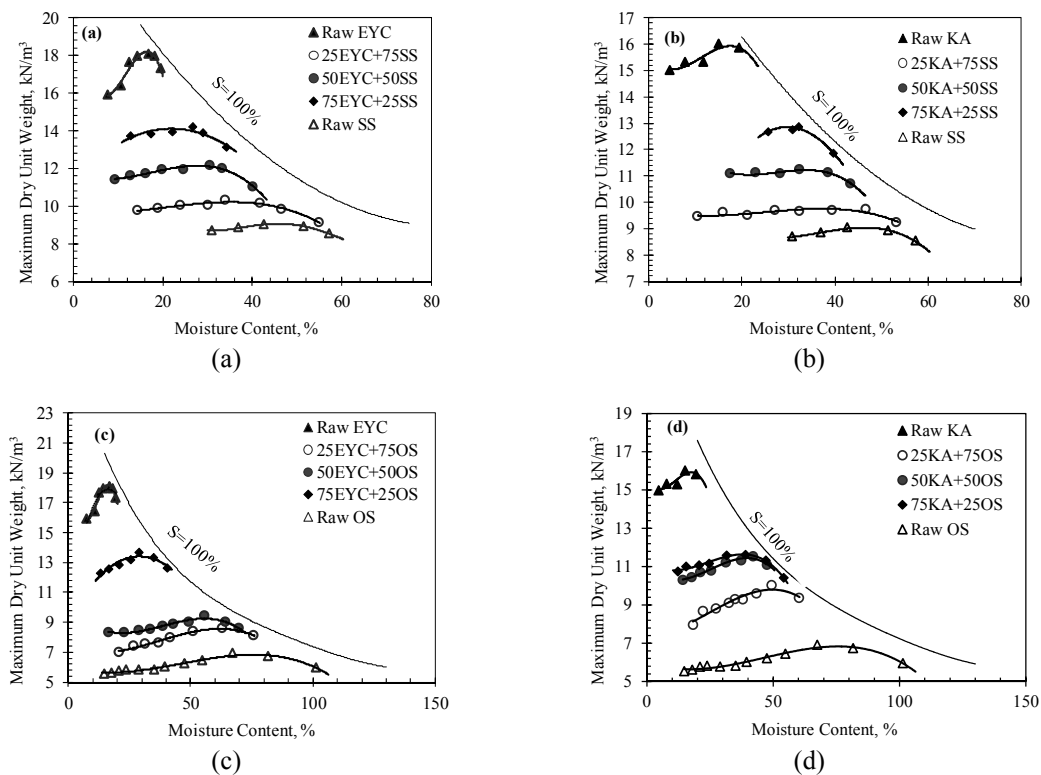 (a)
Maximum Dry Unit Weight, kN/m³
20
18
16
14
12
10
8
6
4
0
20
40
60
80
Moisture Content, %
S=100%
Raw EYC
25EYC+75SS
50EYC+50SS
75EYC+25SS
Raw SS
(a)
(b)
Maximum Dry Unit Weight, kN/m³
17
16
15
14
13
12
11
10
9
8
7
0
20
40
60
80
Moisture Content, %
S=100%
Raw KA
25KA+75SS
50KA+50SS
75KA+25SS
Raw SS
(b)
(c)
Maximum Dry Unit Weight, kN/m³
23
21
19
17
15
13
11
9
7
5
0
50
100
150
Moisture Content, %
S=100%
Raw EYC
25EYC+75OS
50EYC+50OS
75EYC+25OS
Raw OS
(c)
(d)
Maximum Dry Unit Weight, kN/m³
19
17
15
13
11
9
7
5
0
50
100
150
Moisture Content, %
S=100%
Raw KA
25KA+75OS
50KA+50OS
75KA+25OS
Raw OS
(d)